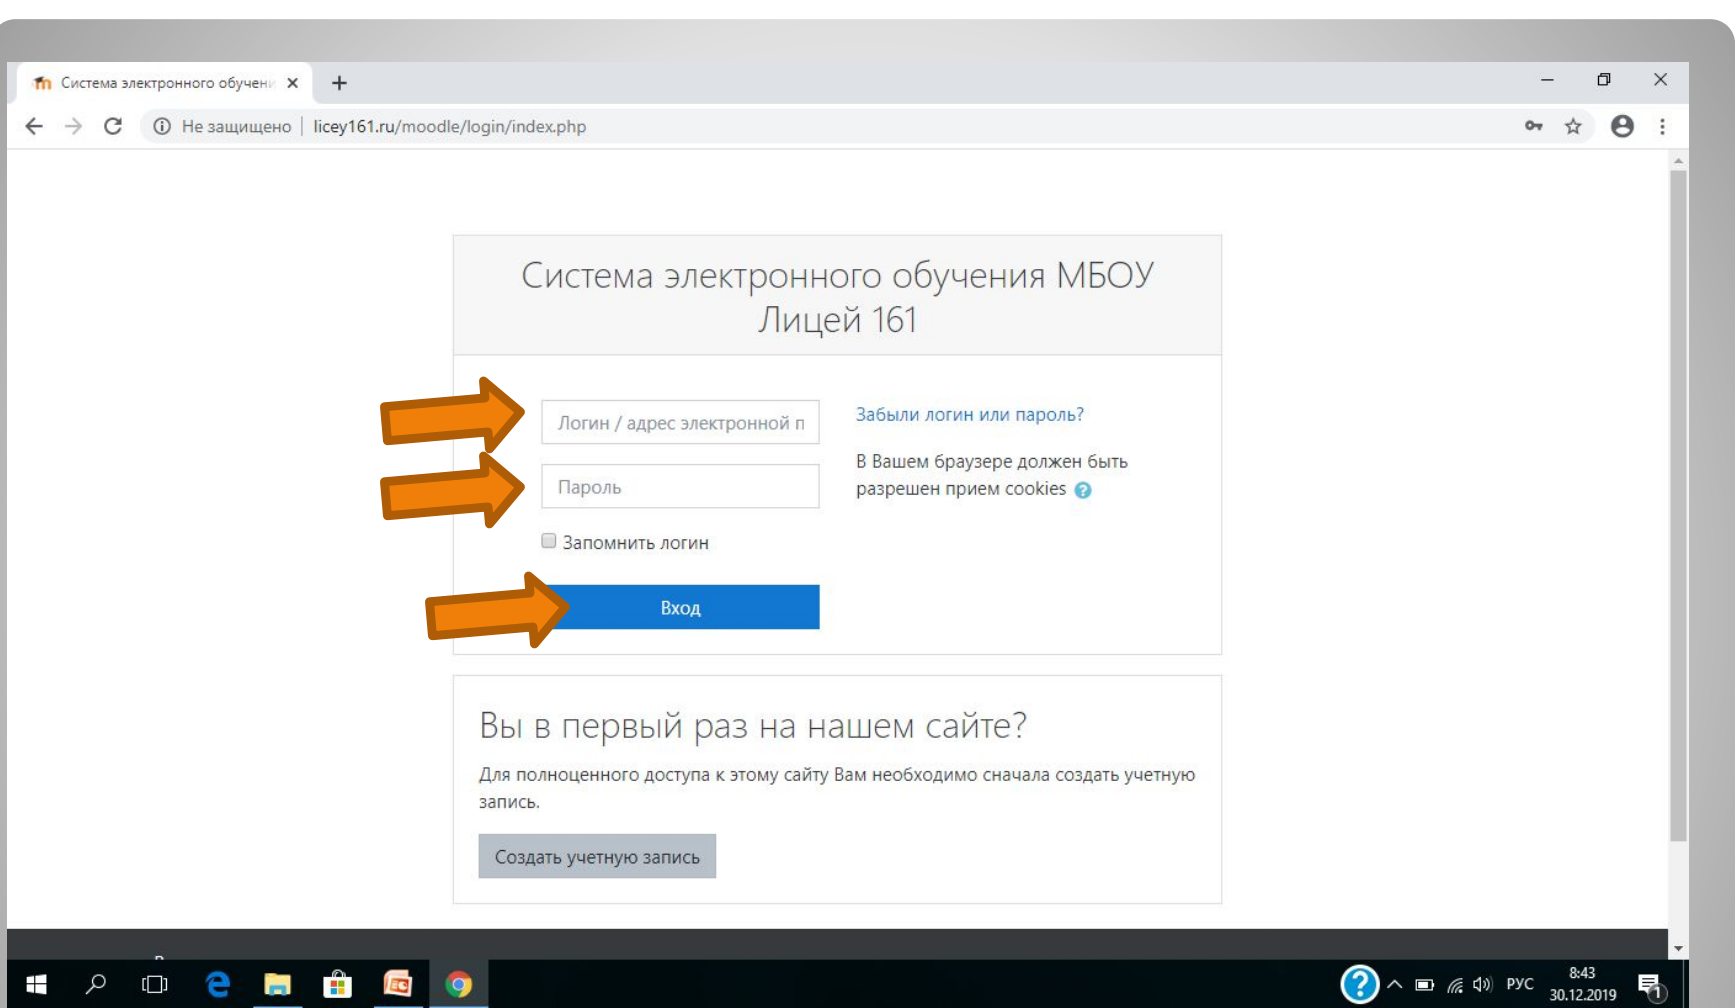 Система электронного обучени
Не защищено | licey161.ru/moodle/login/index.php
Система электронного обучения МБОУ
Лицей 161
Логин / адрес электронной п
Забыли логин или пароль?
В Вашем браузере должен быть
разрешен прием cookies
Пароль
Запомнить логин
Вход
Вы в первый раз на нашем сайте?
Для полноценного доступа к этому сайту Вам необходимо сначала создать учетную
запись.
Создать учетную запись
РУС
8:43
30.12.2019
1